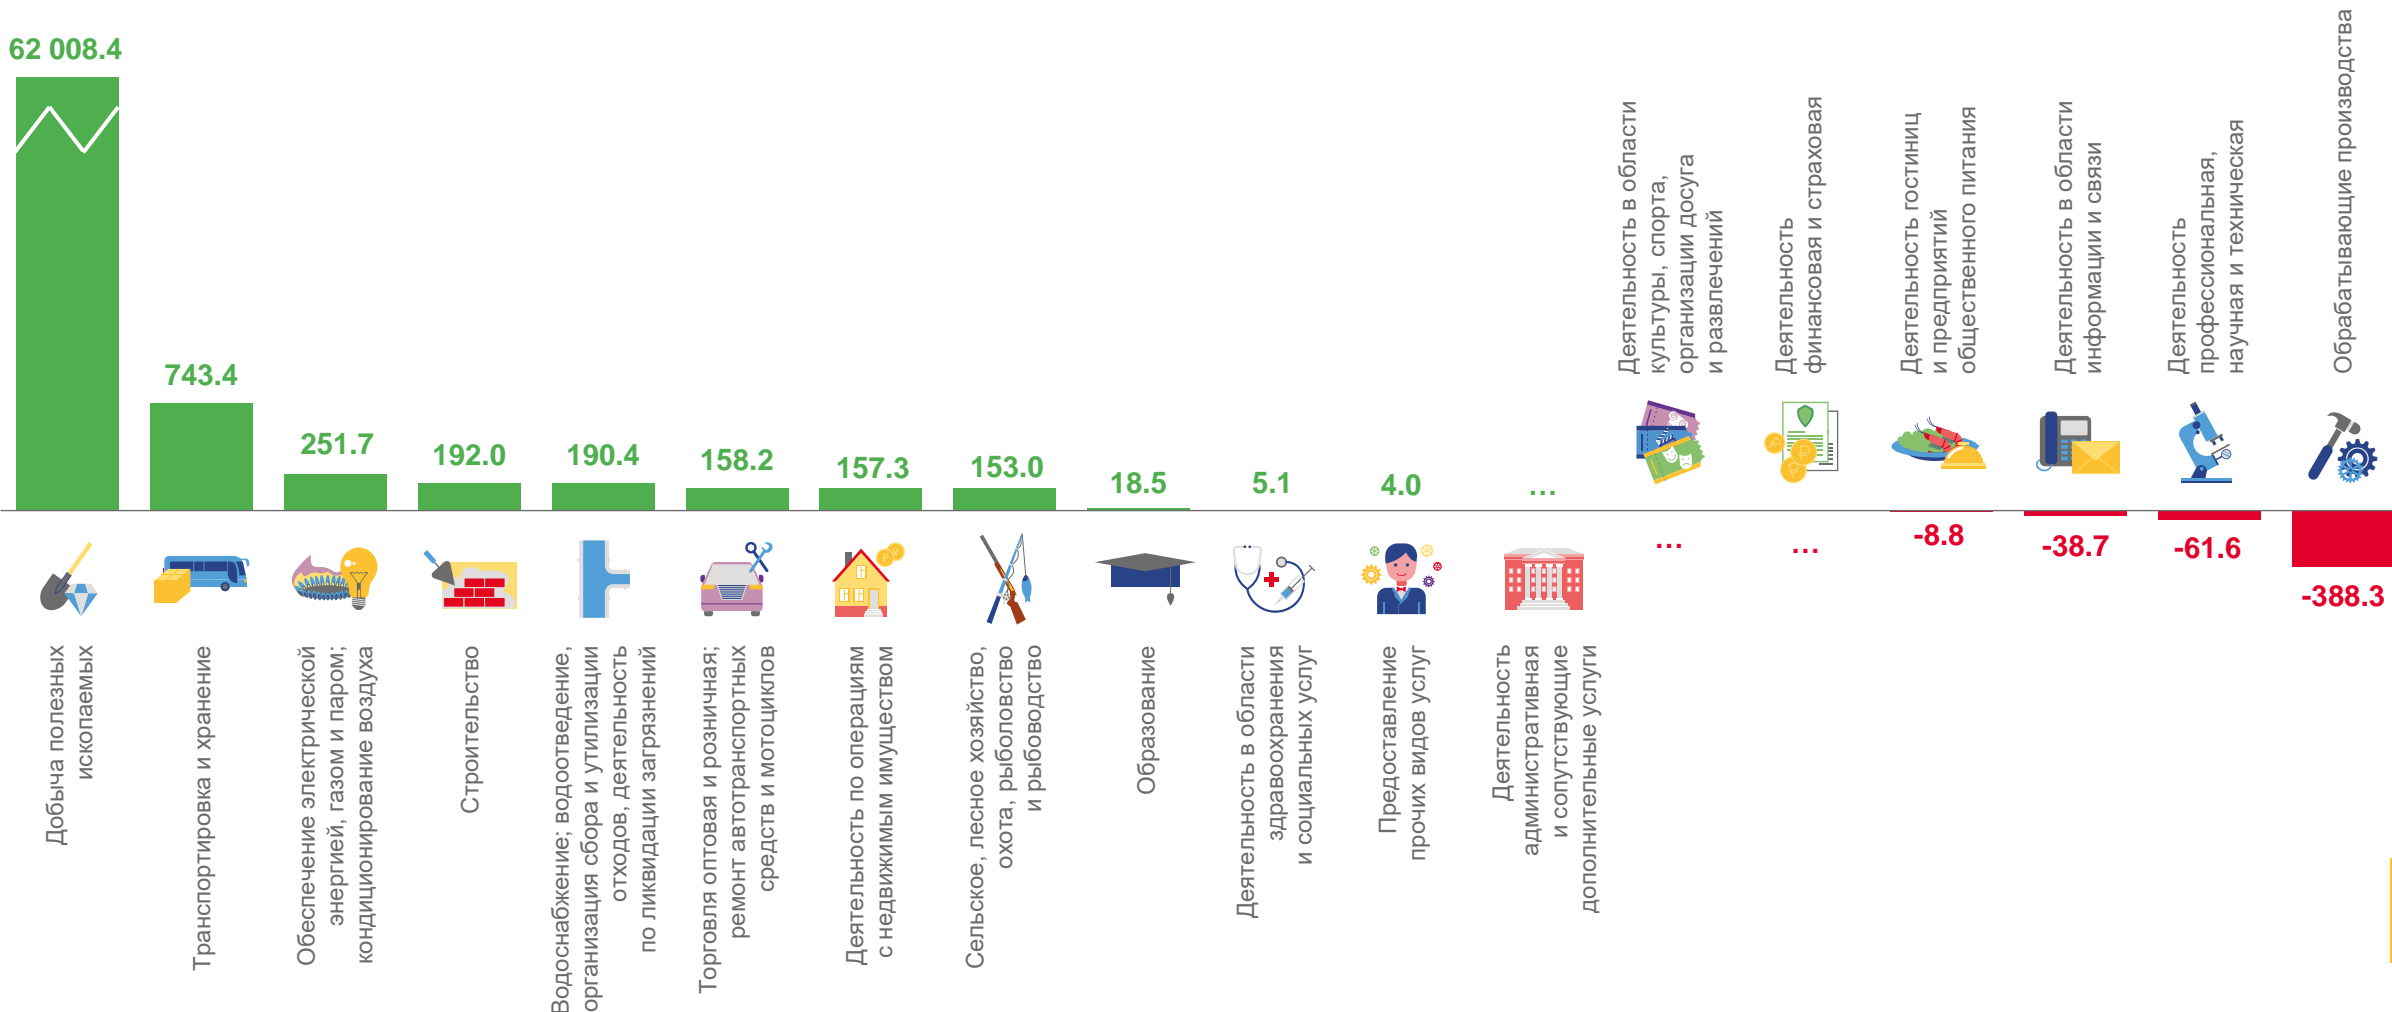 62 008.4
Добыча полезных
ископаемых
743.4
Транспортировка и хранение
251.7
Обеспечение электрической
энергией, газом и паром;
кондиционирование воздуха
192.0
Строительство
190.4
Водоснабжение; водоотведение,
организация сбора и утилизации
отходов, деятельность
по ликвидации загрязнений
158.2
Торговля оптовая и розничная;
ремонт автотранспортных
средств и мотоциклов
157.3
Деятельность по операциям
с недвижимым имуществом
153.0
Сельское, лесное хозяйство,
охота, рыболовство
и рыбоводство
18.5
Образование
5.1
Деятельность в области
здравоохранения
и социальных услуг
4.0
Предоставление
прочих видов услуг
...
Деятельность
административная
и сопутствующие
дополнительные услуги
Деятельность в области
культуры, спорта,
организации досуга
и развлечений
...
Деятельность
финансовая и страховая
...
Деятельность гостиниц
и предприятий
общественного питания
-8.8
Деятельность в области
информации и связи
-38.7
Деятельность
профессиональная,
научная и техническая
-61.6
Обрабатывающие производства
-388.3